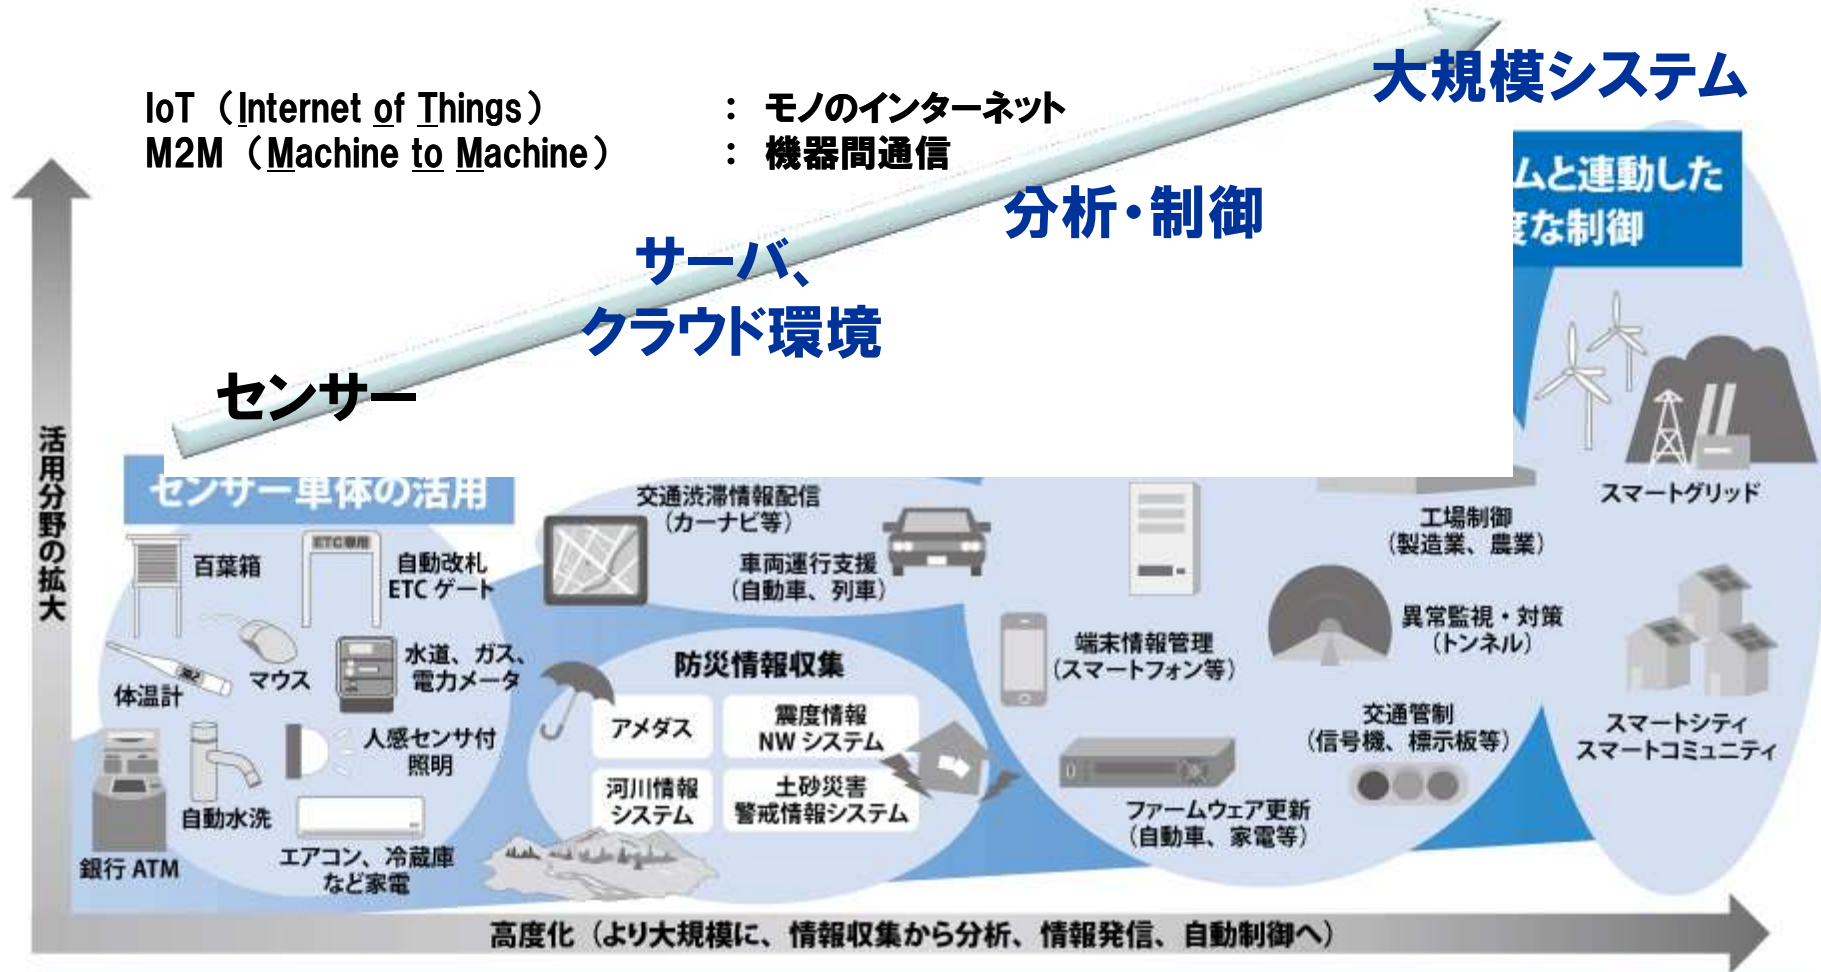 大規模システム
IoT（Internet of Things）　：　モノのインターネット
M2M（Machine to Machine）　：　機器間通信
ムと連動した
度な制御
分析・制御
サーバ、
クラウド環境
センサー
活用分野の拡大
センサー単体の活用
百葉箱
ETC専用
自動改札
ETCゲート
体温計
マウス
水道、ガス、
電力メータ
人感センサ付
照明
自動水洗
銀行ATM
エアコン、冷蔵庫
など家電
交通渋滞情報配信
（カーナビ等）
車両運行支援
（自動車、列車）
防災情報収集
アメダス
震度情報
NWシステム
河川情報
システム
土砂災害
警戒情報システム
端末情報管理
（スマートフォン等）
ファームウェア更新
（自動車、家電等）
工場制御
（製造業、農業）
異常監視・対策
（トンネル）
交通管制
（信号機、標示板等）
スマートグリッド
スマートシティ
スマートコミュニティ
高度化（より大規模に、情報収集から分析、情報発信、自動制御へ）